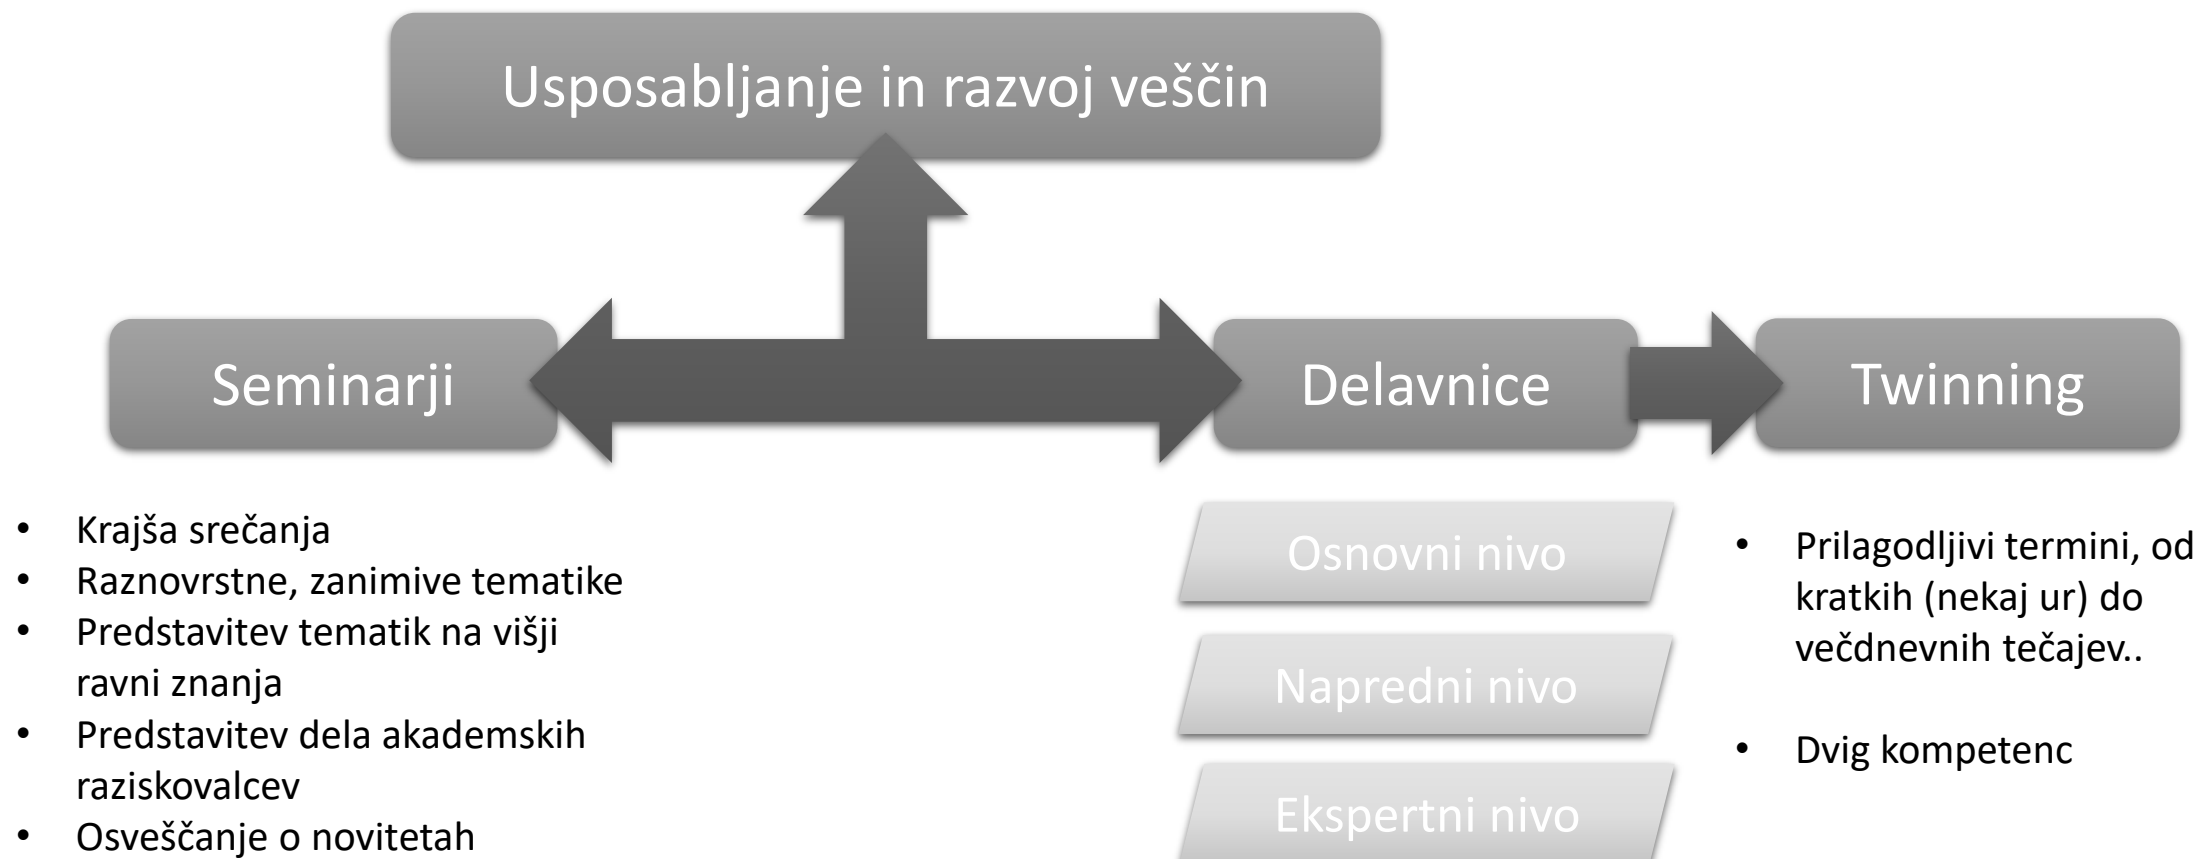 Usposabljanje in razvoj veščin
Seminarji
Delavnice
Twinning
• Krajša srečanja
• Raznovrstne, zanimive tematike
• Predstavitev tematik na višji
ravni znanja
• Predstavitev dela akademskih
raziskovalcev
• Osveščanje o novitetah
Osnovni nivo
Napredni nivo
Ekspertni nivo
• Prilagodljivi termini, od
kratkih (nekaj ur) do
večdnevnih tečajev..
• Dvig kompetenc